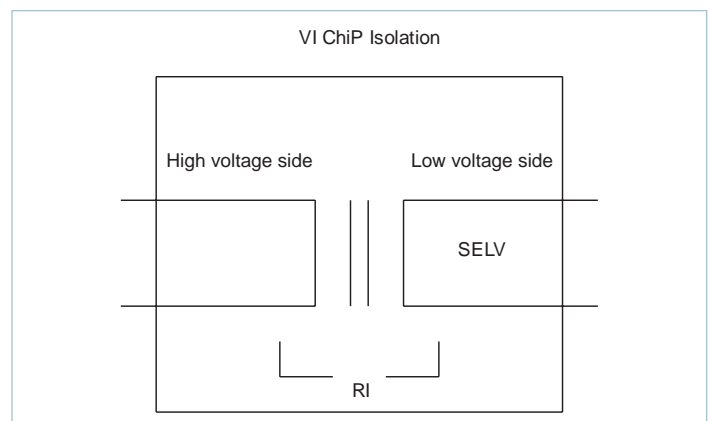 VI ChiP Isolation
High voltage side
Low voltage side
SELV
RI